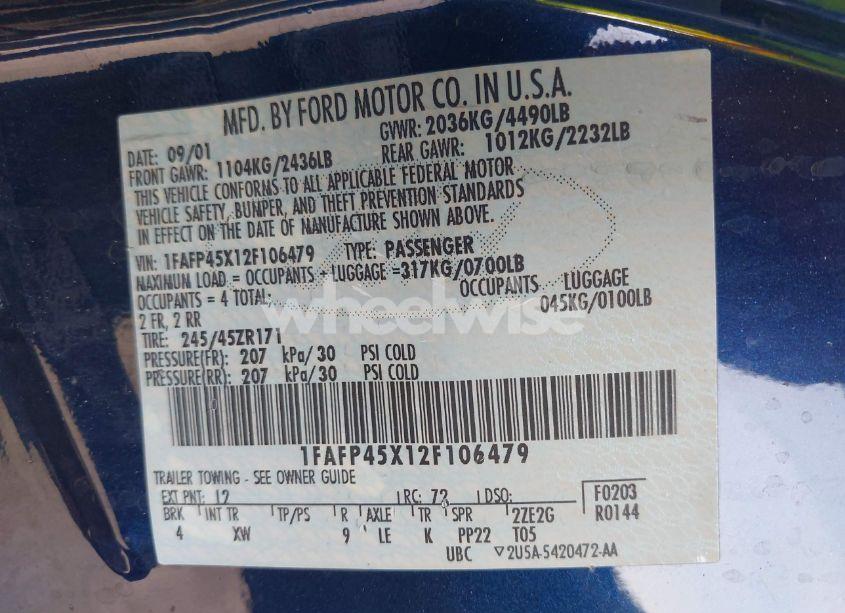 MFD. BY FORD MOTOR CO. IN U.S.A.
DATE: 09/01 GVWR: 2036KG/4490LB
FRONT GAWR: 1104KG/2436LB REAR GAWR: 1012KG/2232LB
THIS VEHICLE CONFORMS TO ALL APPLICABLE FEDERAL MOTOR
VEHICLE SAFETY, BUMPER, AND THEFT PREVENTION STANDARDS
IN EFFECT ON THE DATE OF MANUFACTURE SHOWN ABOVE.
VIN: 1FAFP45X12F106479 TYPE: PASSENGER
MAXIMUM LOAD = OCCUPANTS + LUGGAGE = 317KG/0700LB
OCCUPANTS = 4 TOTAL; OCCUPANTS LUGGAGE
2 FR, 2 RR 045KG/0100LB
wheelwise
TIRE: 245/45ZR171
PRESSURE(FR): 207 kPa/30 PSI COLD
PRESSURE(RR): 207 kPa/30 PSI COLD
1FAFP45X12F106479
TRAILER TOWING - SEE OWNER GUIDE
EXT PNT: 12 RC: 72 DSO: F0203
BRK INT TR TP/PS R AXLE TR SPR 2ZE2G R0144
4 XW 9 LE K PP22 T05
UBC ▽2U5A-5420472-AA